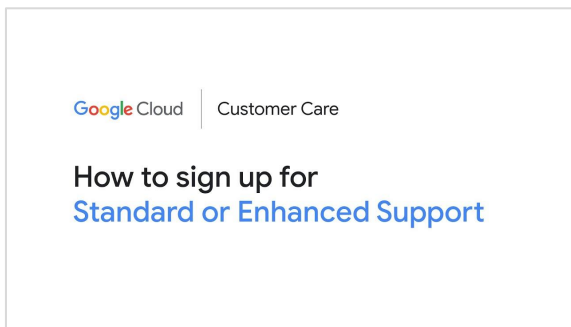 Google Cloud | Customer Care
How to sign up for
Standard or Enhanced Support